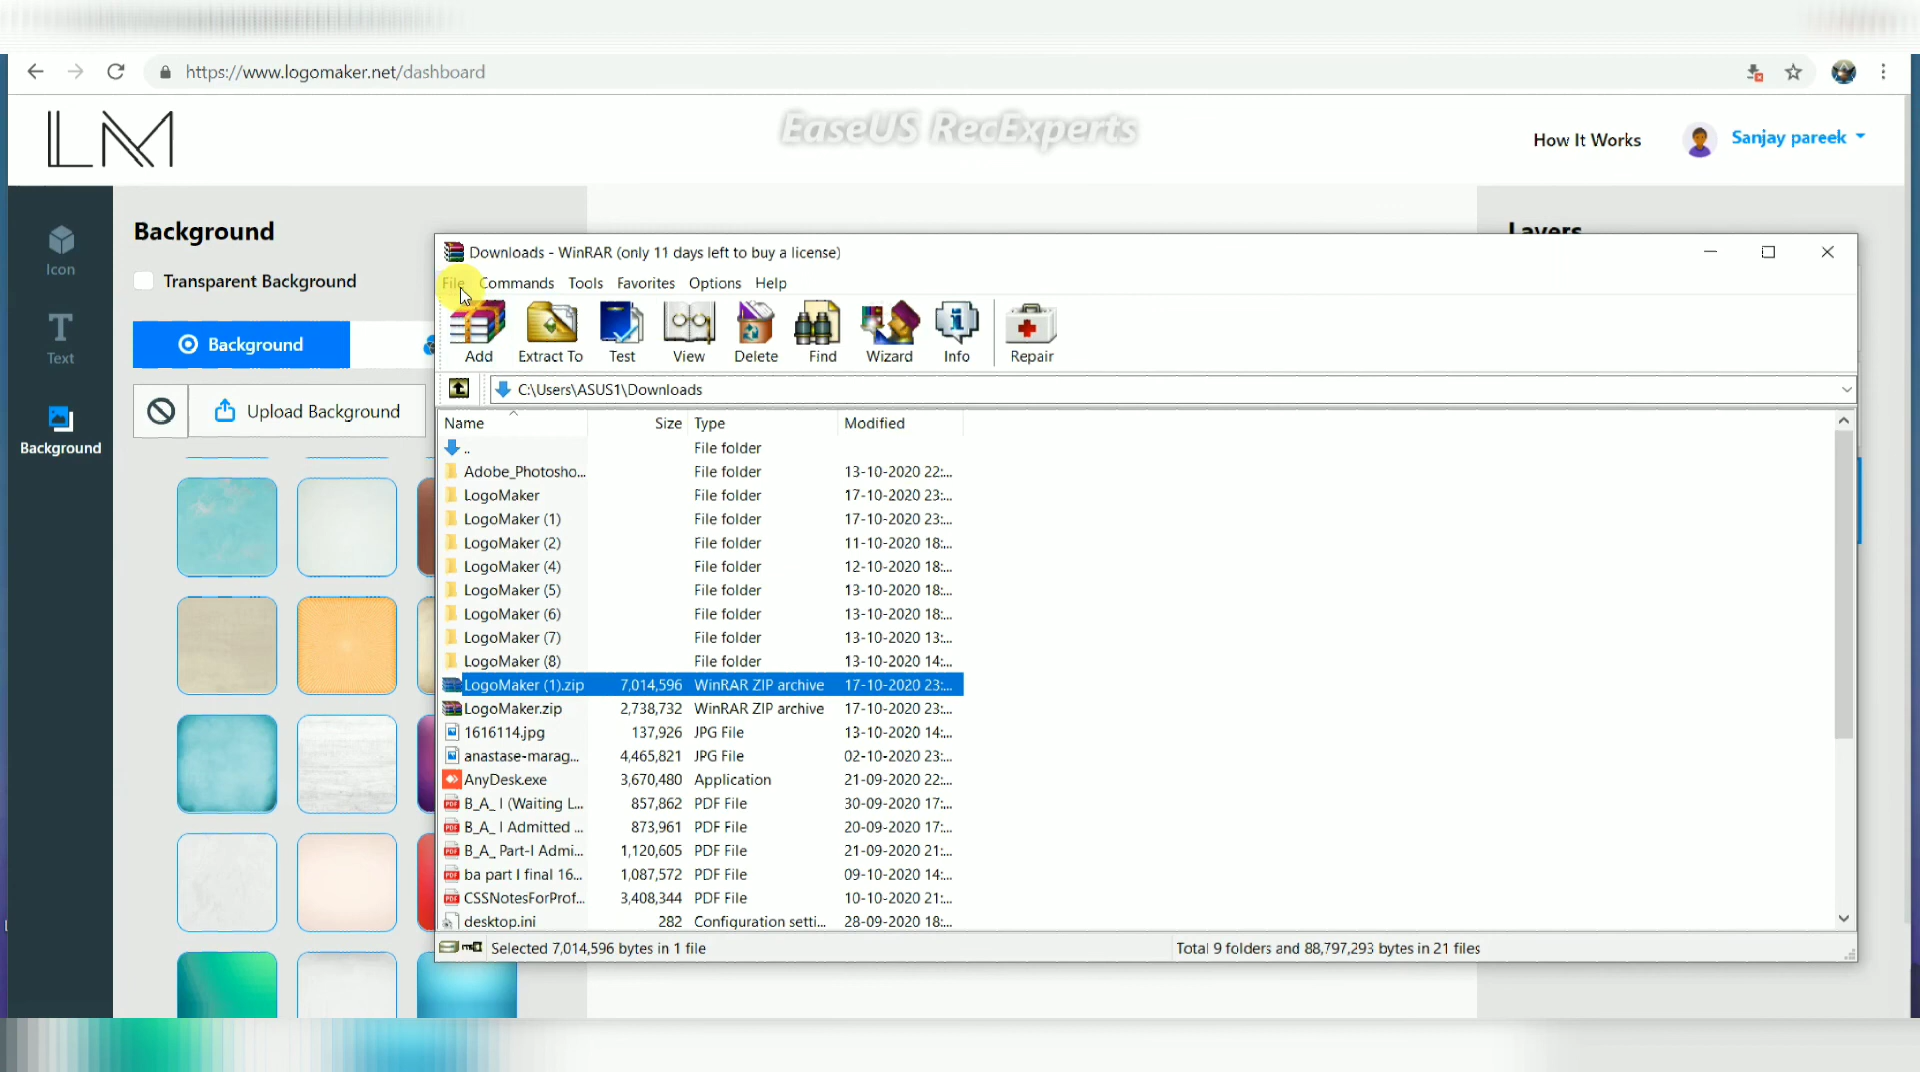 https://www.logomaker.net/dashboard
LM
EaseUS RecExperts
How It Works
Sanjay pareek
Icon
Text
Background
Background
Transparent Background
Background
Upload Background
Layers
Downloads - WinRAR (only 11 days left to buy a license)
File Commands Tools Favorites Options Help
Add Extract To Test View Delete Find Wizard Info Repair
C:\Users\ASUS1\Downloads
Name Size Type Modified
.. File folder
Adobe_Photosho... File folder 13-10-2020 22:...
LogoMaker File folder 17-10-2020 23:...
LogoMaker (1) File folder 17-10-2020 23:...
LogoMaker (2) File folder 11-10-2020 18:...
LogoMaker (4) File folder 12-10-2020 18:...
LogoMaker (5) File folder 13-10-2020 18:...
LogoMaker (6) File folder 13-10-2020 18:...
LogoMaker (7) File folder 13-10-2020 13:...
LogoMaker (8) File folder 13-10-2020 14:...
LogoMaker (1).zip 7,014,596 WinRAR ZIP archive 17-10-2020 23:...
LogoMaker.zip 2,738,732 WinRAR ZIP archive 17-10-2020 23:...
1616114.jpg 137,926 JPG File 13-10-2020 14:...
anastase-marag... 4,465,821 JPG File 02-10-2020 23:...
AnyDesk.exe 3,670,480 Application 21-09-2020 22:...
B_A_ I (Waiting L... 857,862 PDF File 30-09-2020 17:...
B_A_ I Admitted ... 873,961 PDF File 20-09-2020 17:...
B_A_ Part-I Admi... 1,120,605 PDF File 21-09-2020 21:...
ba part I final 16... 1,087,572 PDF File 09-10-2020 14:...
CSSNotesForProf... 3,408,344 PDF File 10-10-2020 21:...
desktop.ini 282 Configuration setti... 28-09-2020 18:...
Selected 7,014,596 bytes in 1 file
Total 9 folders and 88,797,293 bytes in 21 files